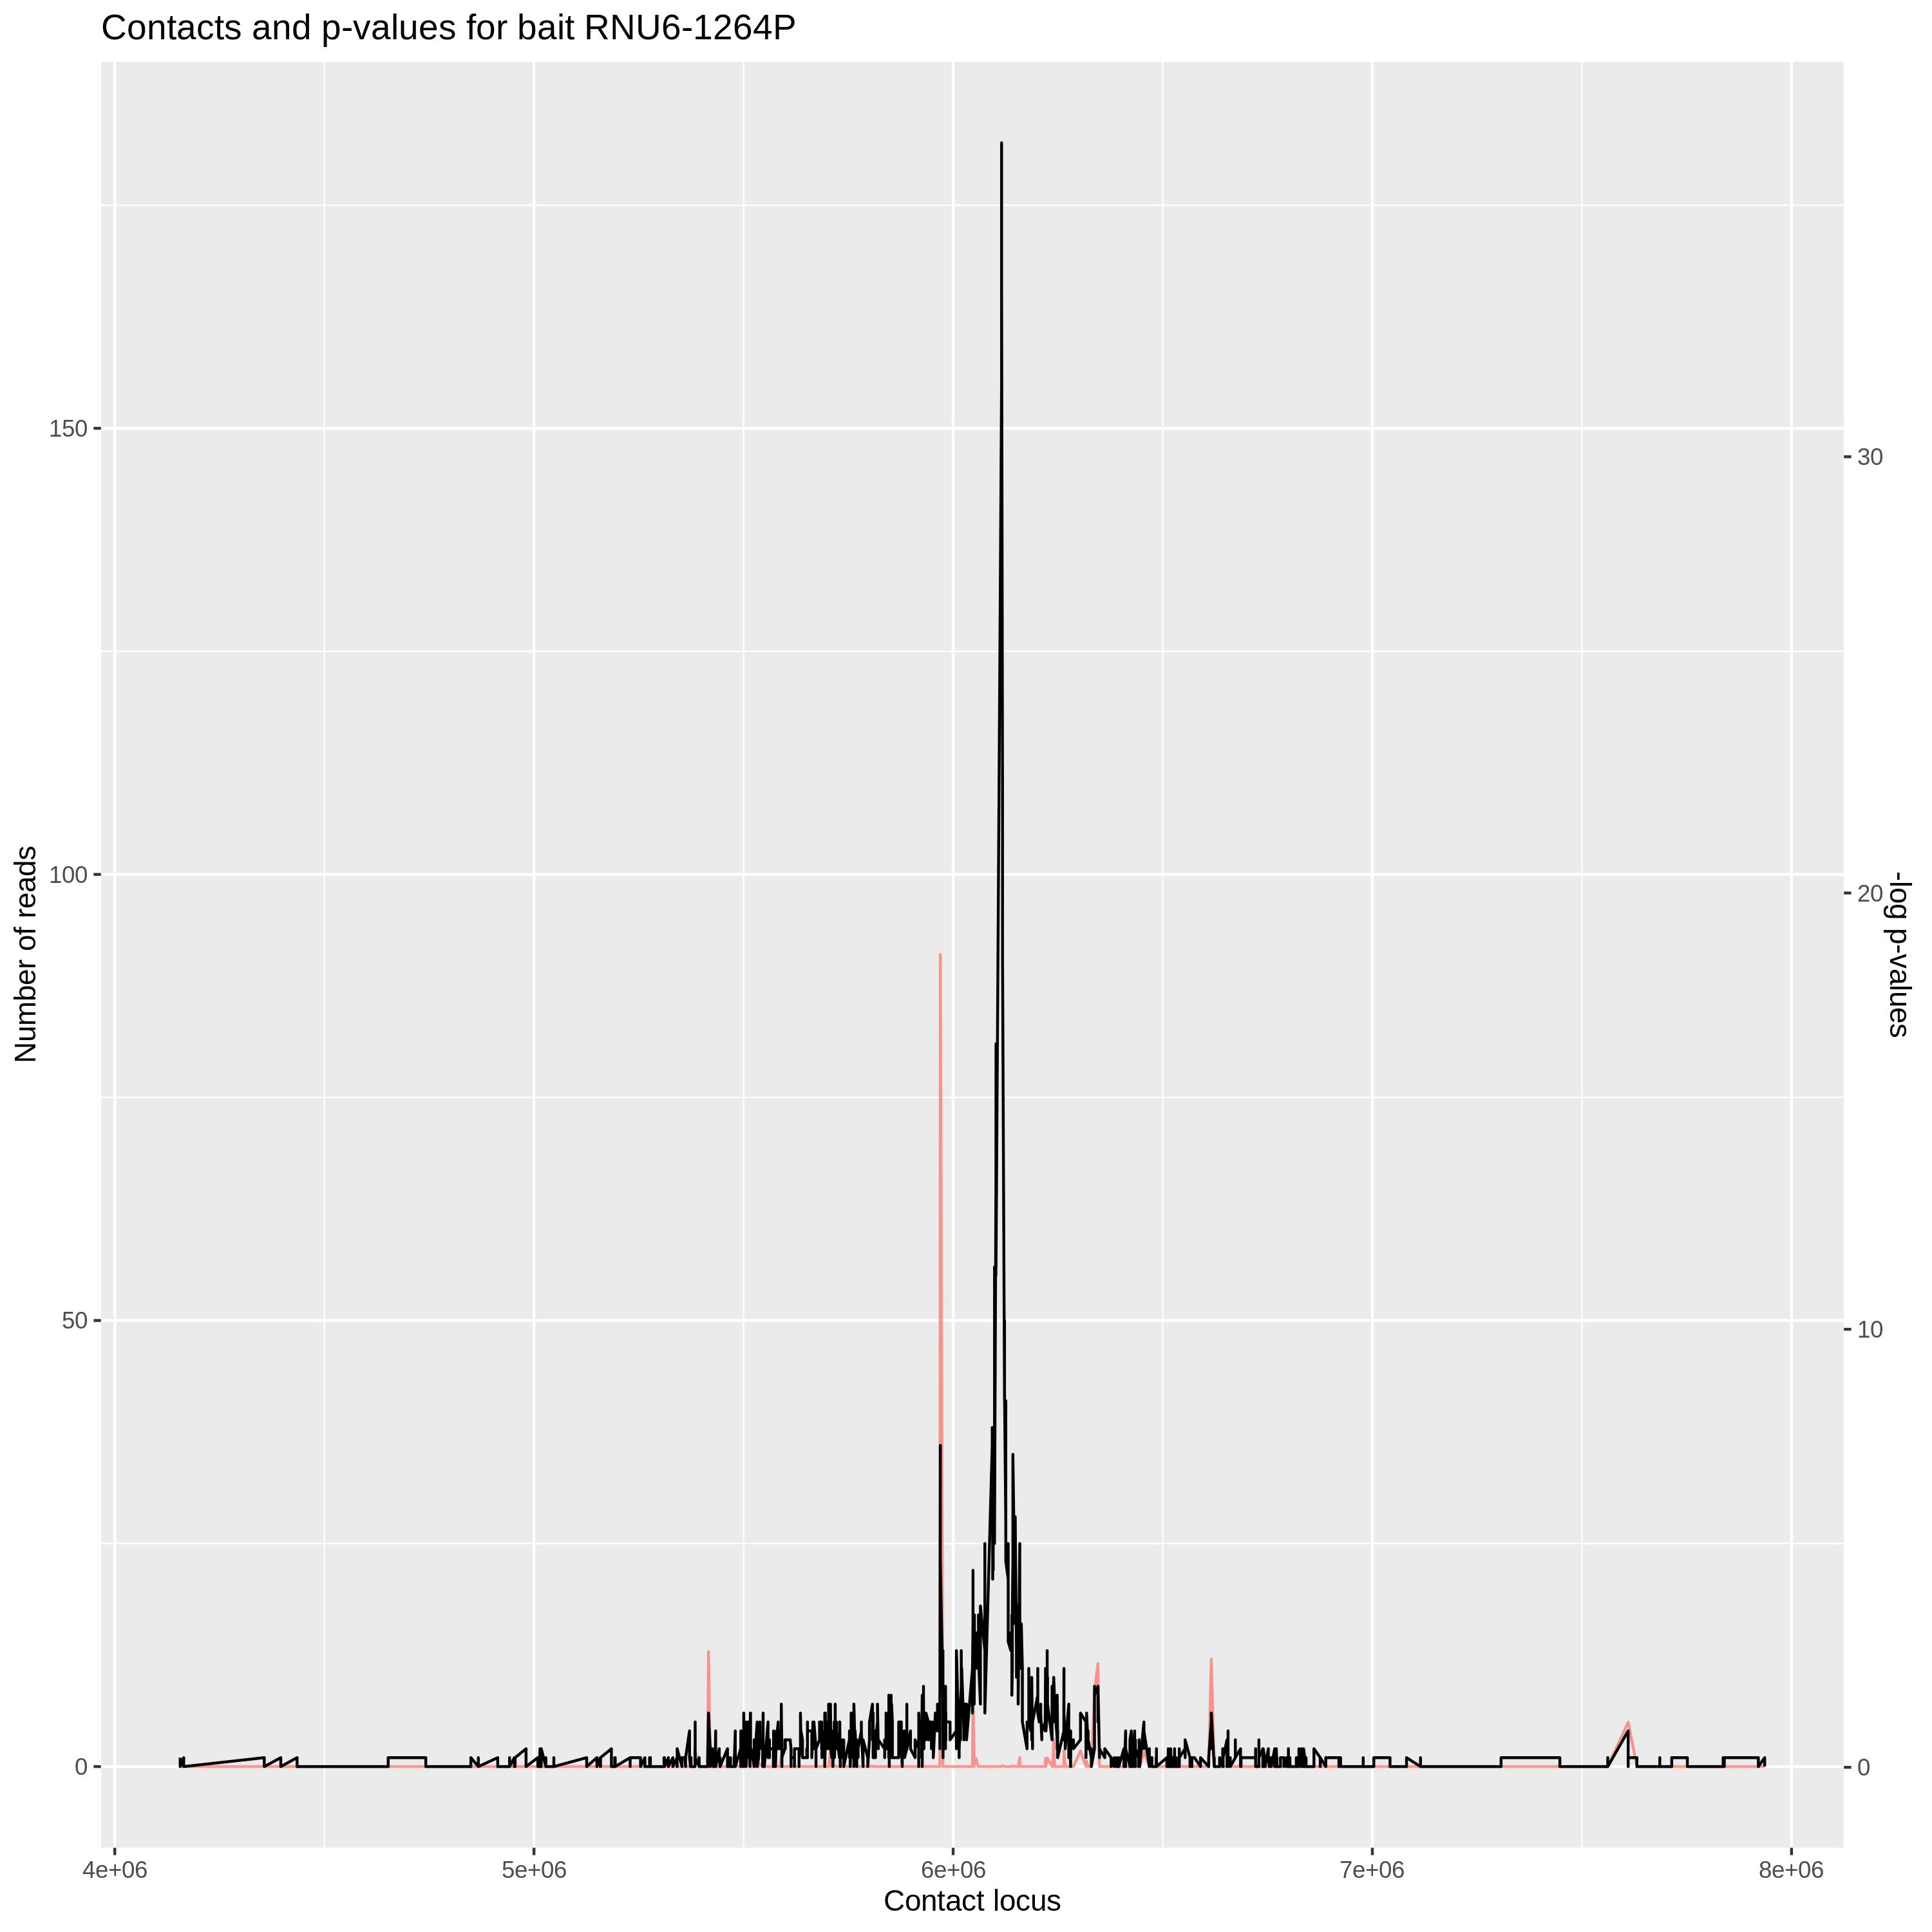 Contacts and p-values for bait RNU6-1264P
150
100
50
0
Number of reads
30
20
10
0
-log p-values
4e+06 5e+06 6e+06 7e+06 8e+06
Contact locus